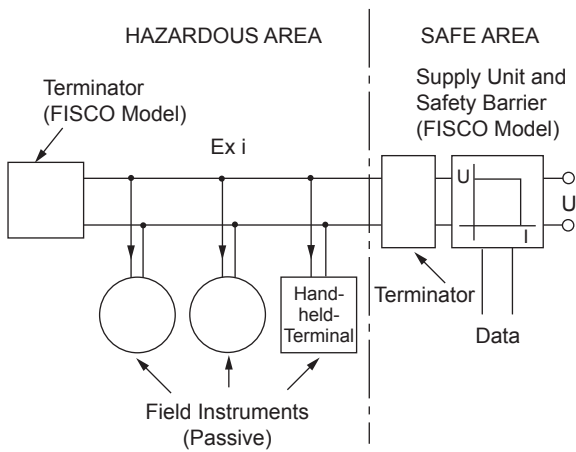 HAZARDOUS AREA
SAFE AREA
Terminator
(FISCO Model)
Supply Unit and
Safety Barrier
(FISCO Model)
Ex i
U
I
U
Hand-
held-
Terminal
Terminator
Data
Field Instruments
(Passive)